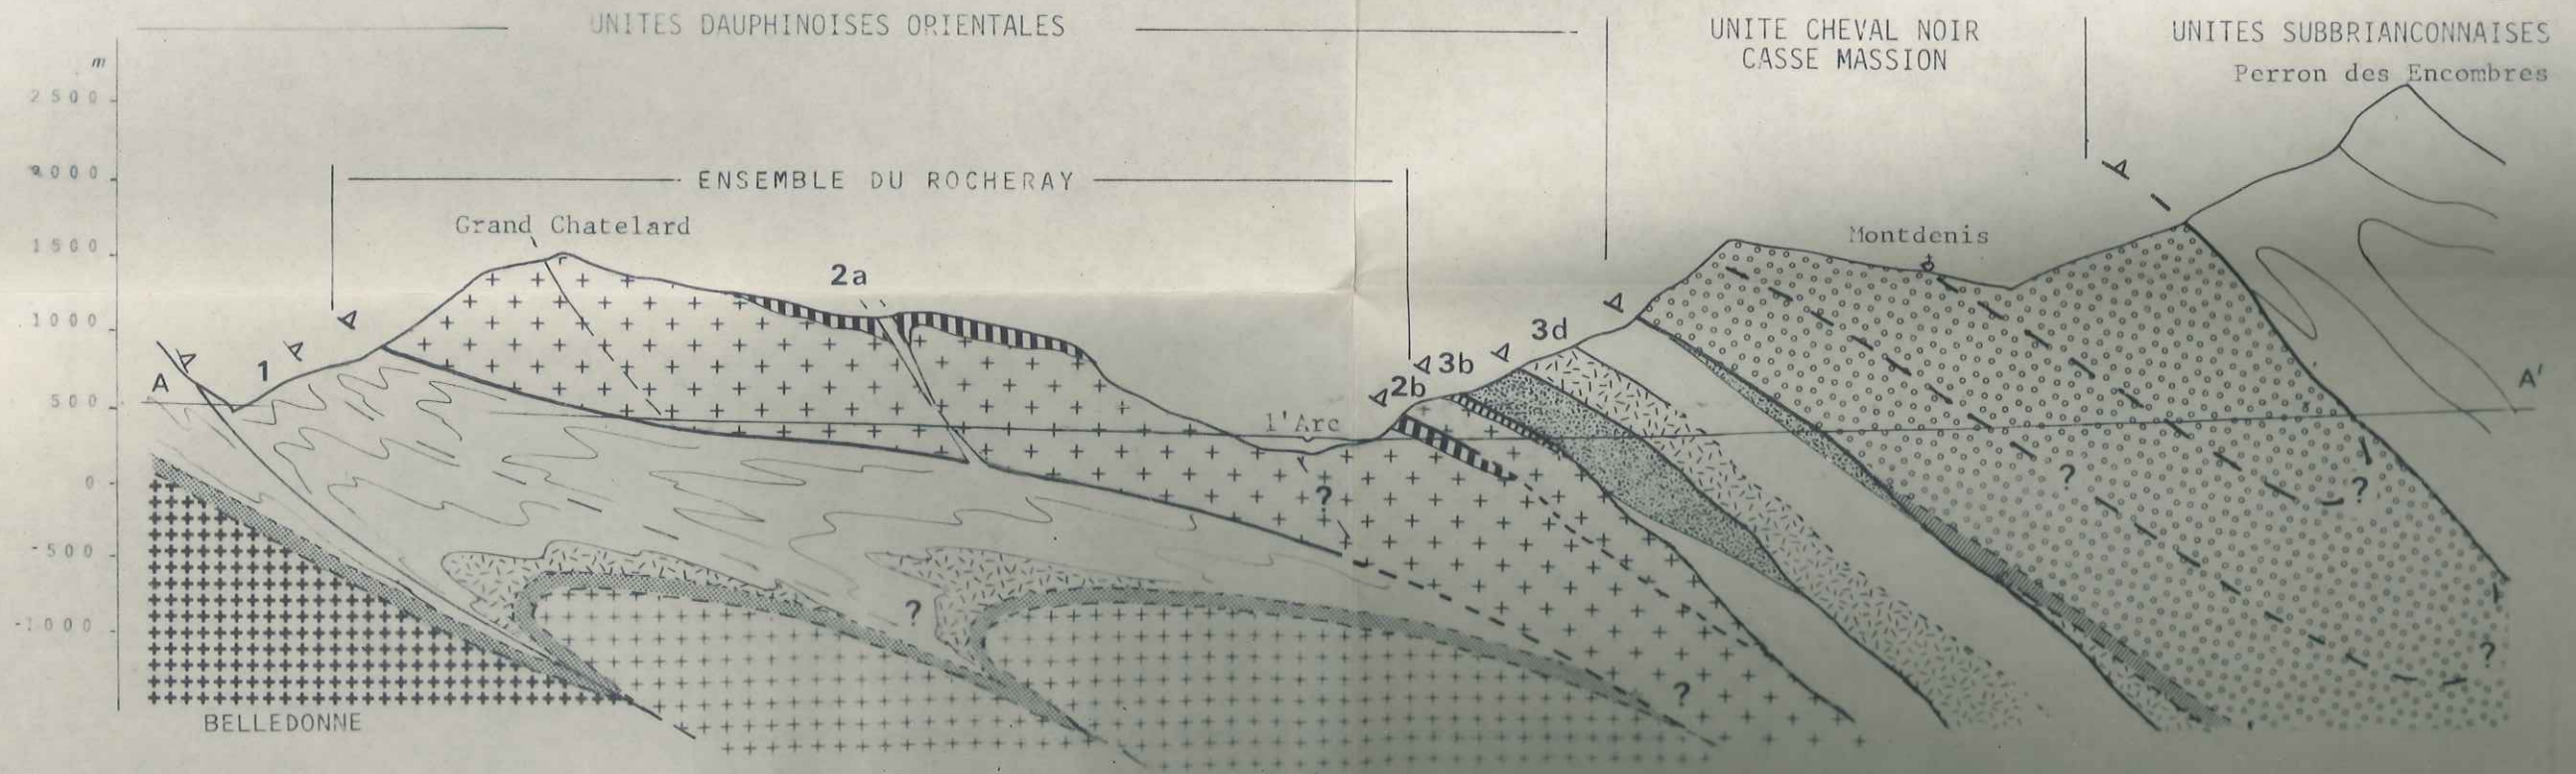 UNITES DAUPHINOISES ORIENTALES
UNITE CHEVAL NOIR
CASSE MASSION
UNITES SUBBRIANCONNAISES
Perron des Encombres
m
2500
2000
1500
1000
500
0
-500
-1000
ENSEMBLE DU ROCHERAY
Grand Chatelard
2a
Montdenis
1
A
l'Arc
2b
3b
3d
A'
?
?
?
?
?
?
BELLEDONNE